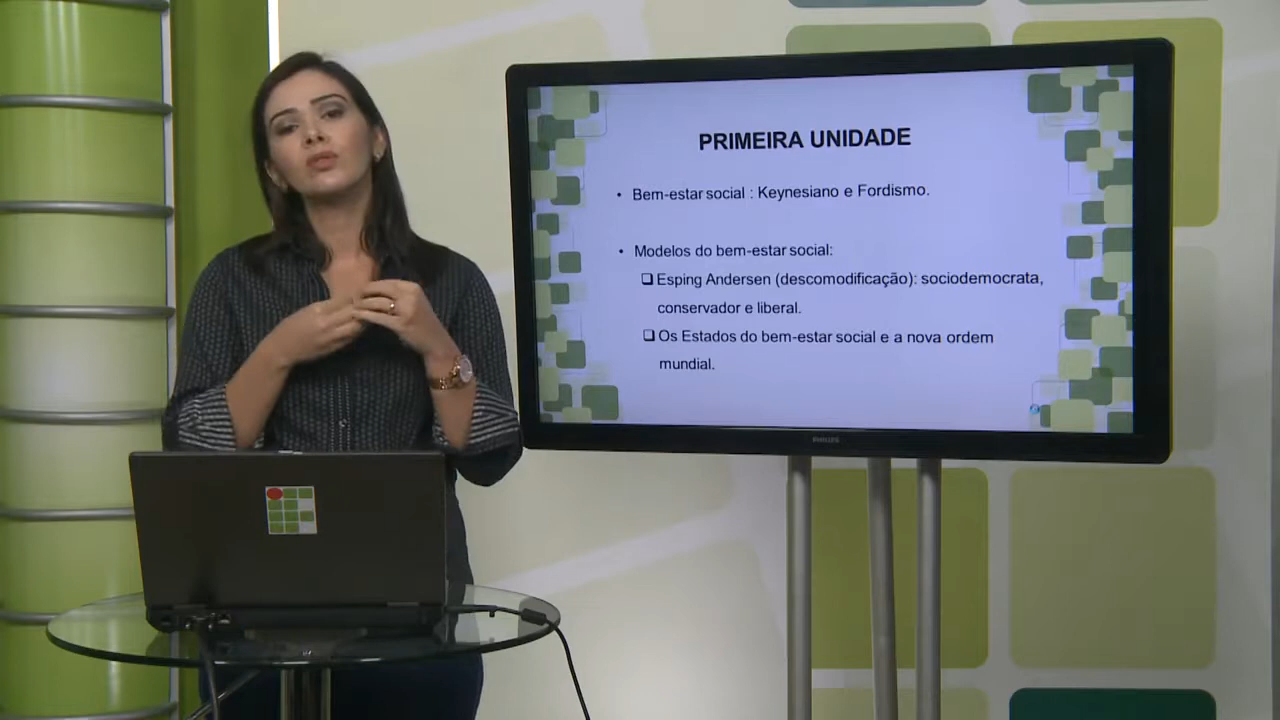 PRIMEIRA UNIDADE
• Bem-estar social : Keynesiano e Fordismo.
• Modelos do bem-estar social:
❑ Esping Andersen (descomodificação): sociodemocrata,
conservador e liberal.
❑ Os Estados do bem-estar social e a nova ordem
mundial.
PHILIPS